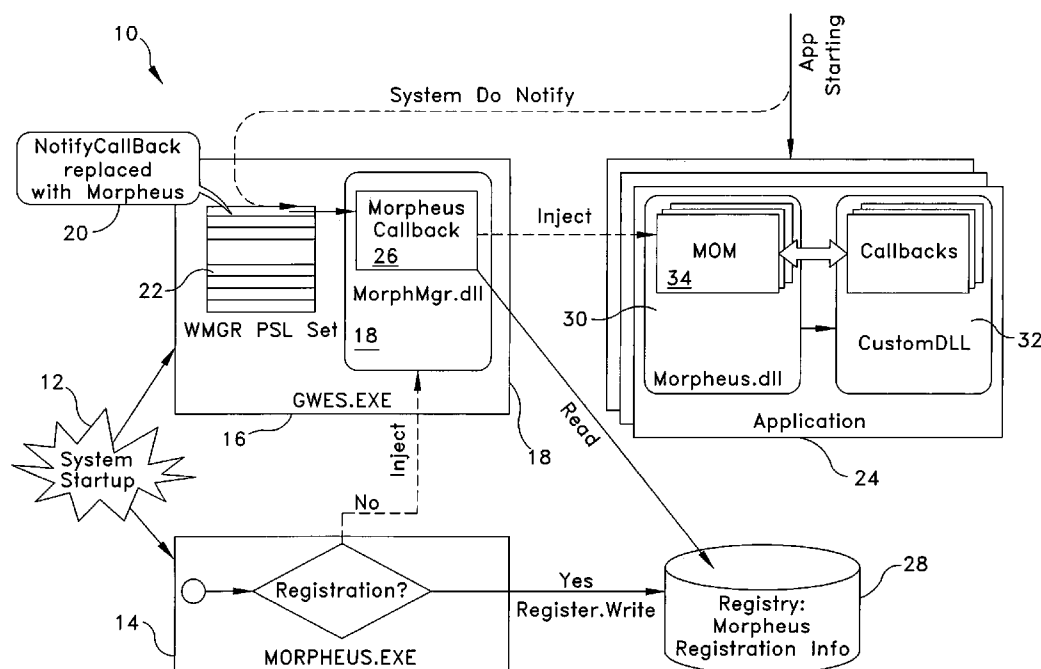 10
App
Starting
System Do Notify
NotifyCallBack
replaced
with Morpheus
20
22
WMGR PSL Set
Morpheus
Callback
26
MorphMgr.dll
18
GWES.EXE
16
18
Inject
MOM
34
Callbacks
30
32
CustomDLL
Morpheus.dll
Application
24
12
System
Startup
Inject
No
Read
Registration?
Yes
Register.Write
14
MORPHEUS.EXE
28
Registry:
Morpheus
Registration Info